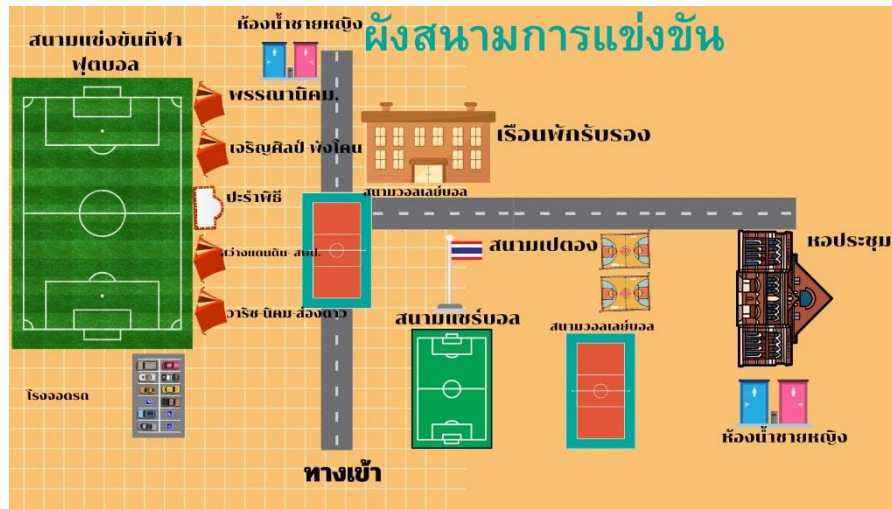 ผังสนามการแข่งขัน
ห้องน้ำชายหญิง
สนามแข่งขันกีฬา
ฟุตบอล
พรรณานิคม.
เจริญศิลป์-พังโคน
เรือนพักรับรอง
ปะรำพิธี
สนามวอลเลย์บอล
สว่างแดนดิน- สพป.
สนามเปตอง
หอประชุม
วาริช-นิคม-ส่องดาว
สนามแชร์บอล
สนามวอลเลย์บอล
โรงจอดรถ
ห้องน้ำชายหญิง
ทางเข้า